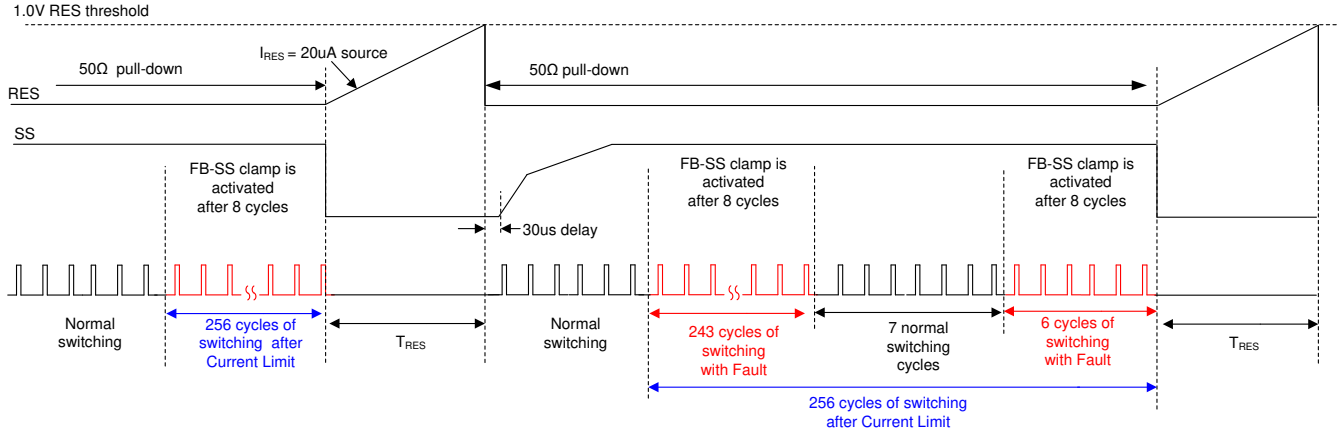 1.0V RES threshold
I_RES = 20uA source
50Ω pull-down
50Ω pull-down
RES
SS
FB-SS clamp is
activated
after 8 cycles
FB-SS clamp is
activated
after 8 cycles
FB-SS clamp is
activated
after 8 cycles
30us delay
Normal
switching
256 cycles of
switching after
Current Limit
T_RES
Normal
switching
243 cycles of
switching
with Fault
7 normal
switching
cycles
6 cycles of
switching
with Fault
T_RES
256 cycles of switching
after Current Limit